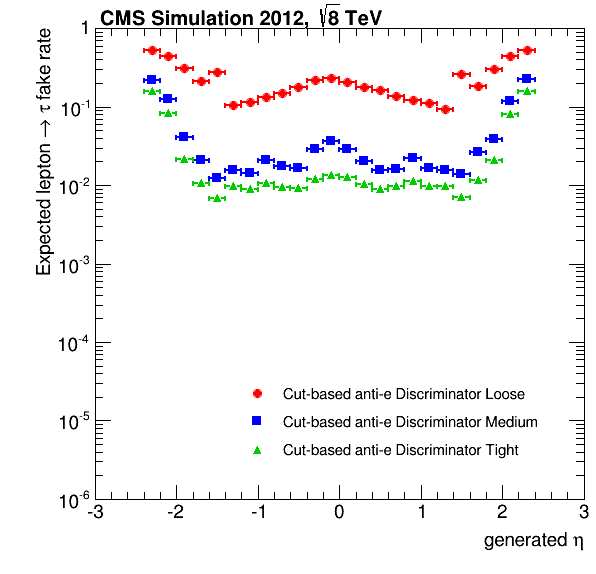 CMS Simulation 2012, √8 TeV
Expected lepton → τ fake rate
1
10⁻¹
10⁻²
10⁻³
10⁻⁴
10⁻⁵
10⁻⁶
Cut-based anti-e Discriminator Loose
Cut-based anti-e Discriminator Medium
Cut-based anti-e Discriminator Tight
-3 -2 -1 0 1 2 3
generated η